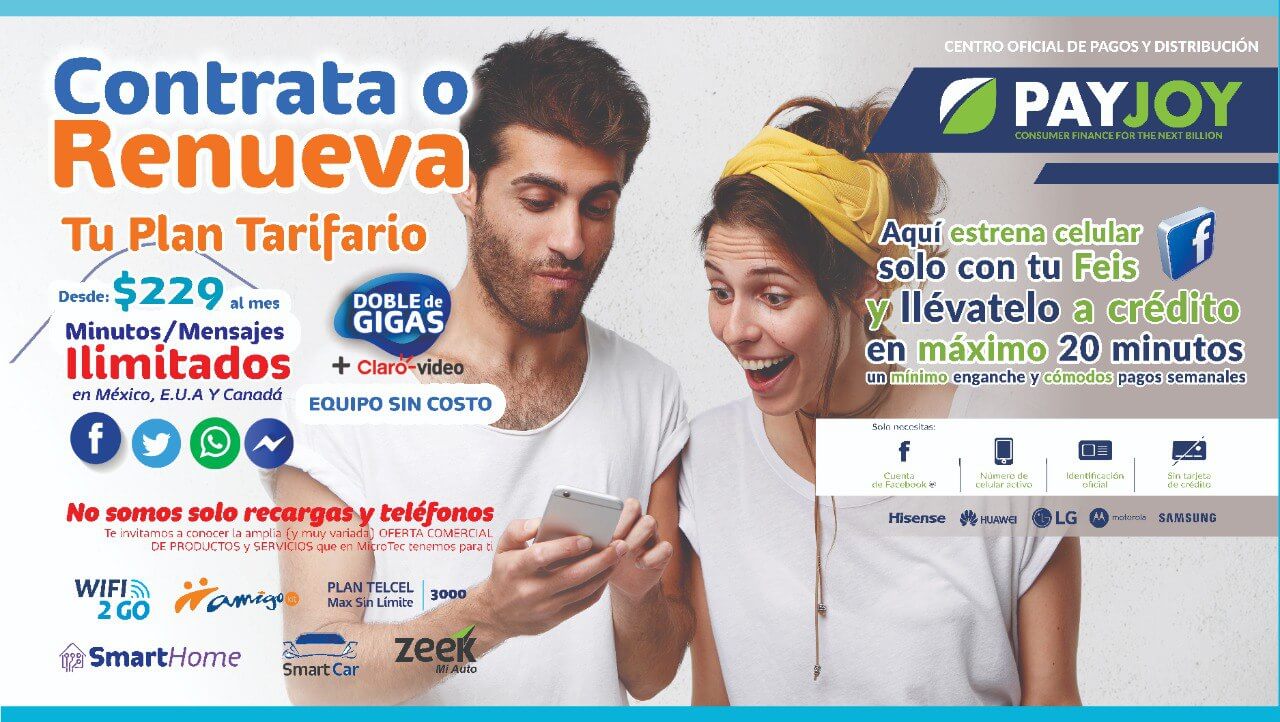 Contrata o
Renueva
Tu Plan Tarifario
Desde: $229 al mes
Minutos/Mensajes
Ilimitados
en México, E.U.A Y Canadá
DOBLE de
GIGAS
+ Claro-video
EQUIPO SIN COSTO
No somos solo recargas y teléfonos
Te invitamos a conocer la amplia (y muy variada) OFERTA COMERCIAL
DE PRODUCTOS y SERVICIOS que en MicroTec tenemos para ti
WIFI
2 GO
amigo
PLAN TELCEL
Max Sin Límite
3000
SmartHome
SmartCar
zeek
Mi Auto
CENTRO OFICIAL DE PAGOS Y DISTRIBUCIÓN
PAYJOY
CONSUMER FINANCE FOR THE NEXT BILLION
Aquí estrena celular
solo con tu Feis
y llévatelo a crédito
en máximo 20 minutos
un mínimo enganche y cómodos pagos semanales
Solo necesitas:
Cuenta
de Facebook
Número de
celular activo
Identificación
oficial
Sin tarjeta
de crédito
Hisense
HUAWEI
LG
motorola
SAMSUNG